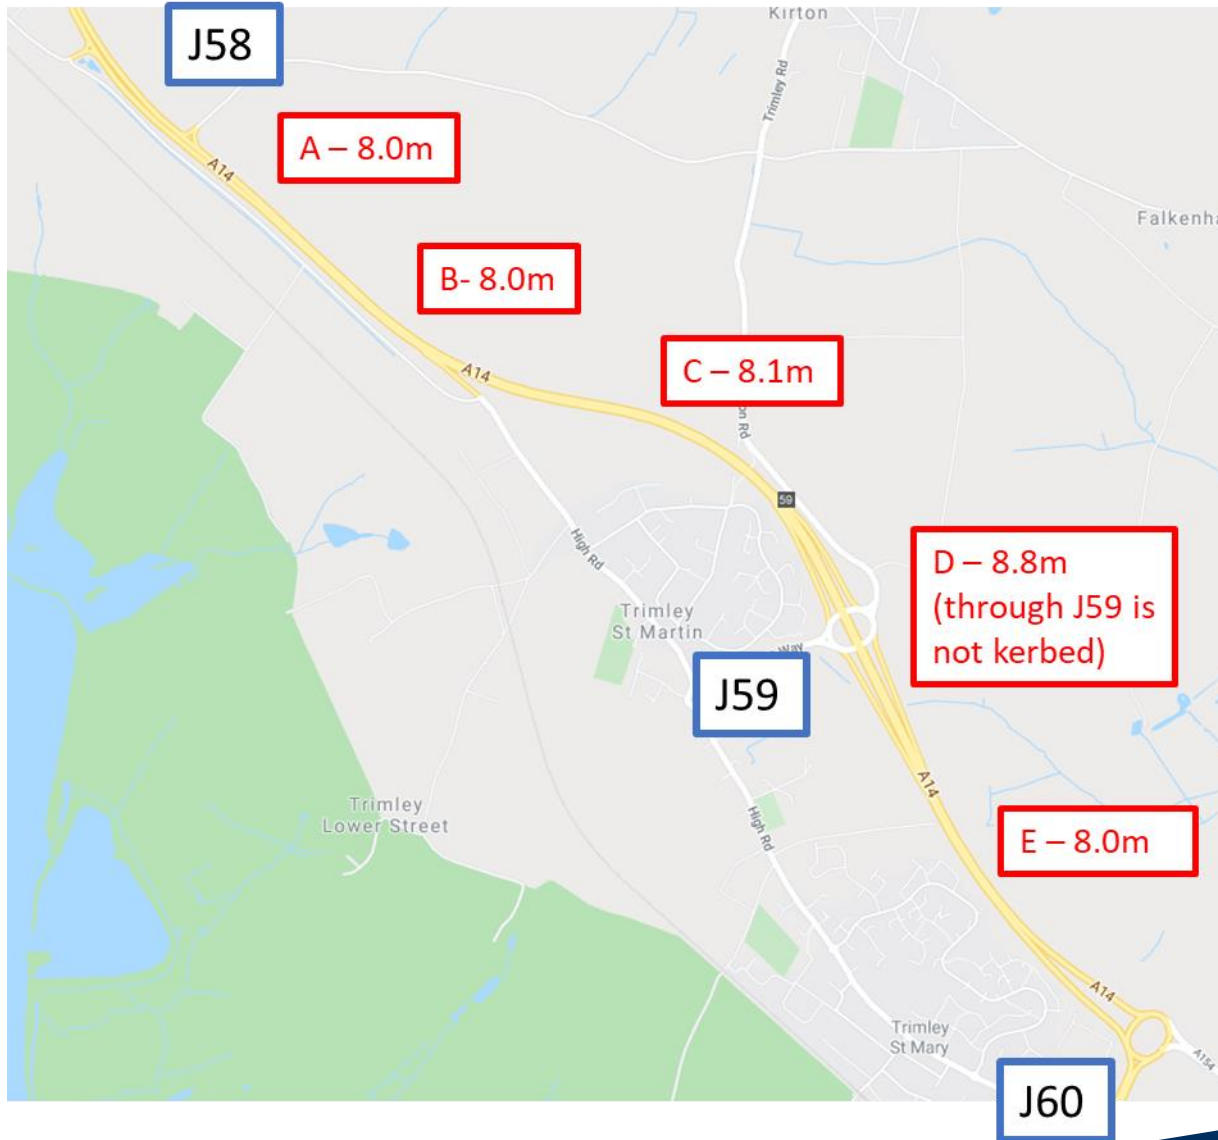 J58
Kirton
Trimley Rd
A – 8.0m
A14
Falkenha
B- 8.0m
A14
C – 8.1m
on Rd
59
High Rd
D – 8.8m
(through J59 is
not kerbed)
Trimley
St Martin
Way
J59
A14
Trimley
Lower Street
High Rd
E – 8.0m
A14
Trimley
St Mary
A154
J60